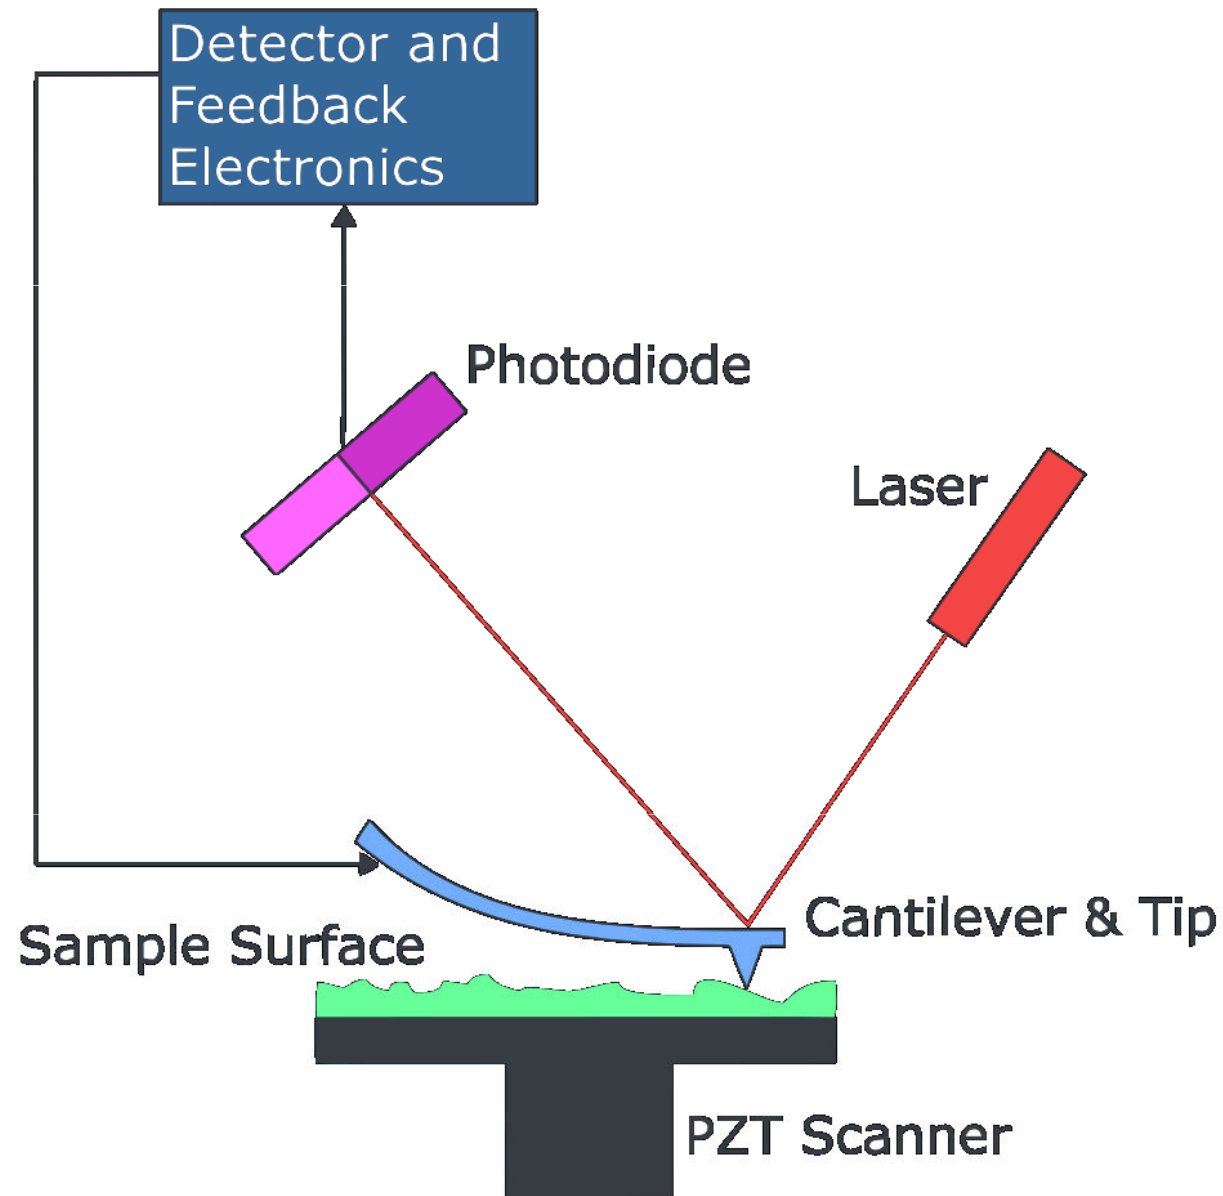 Detector and
Feedback
Electronics
Photodiode
Laser
Cantilever & Tip
Sample Surface
PZT Scanner